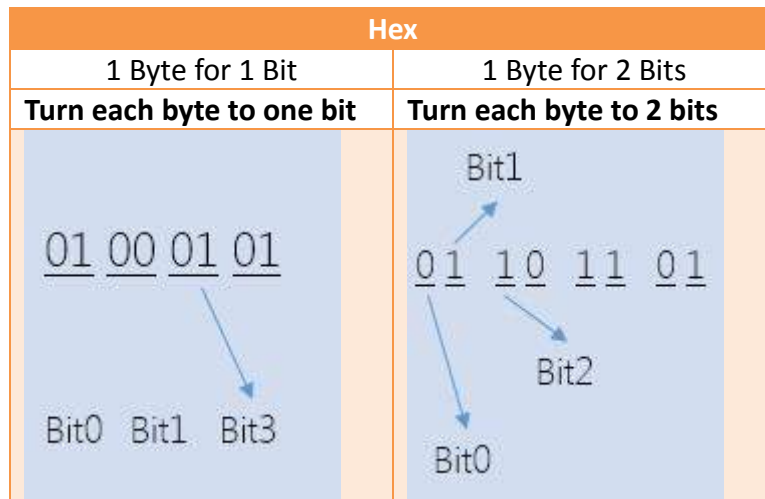 Hex
1 Byte for 1 Bit
1 Byte for 2 Bits
Turn each byte to one bit
Turn each byte to 2 bits
01 00 01 01
Bit0 Bit1 Bit3
Bit1
0 1 1 0 1 1 0 1
Bit2
Bit0